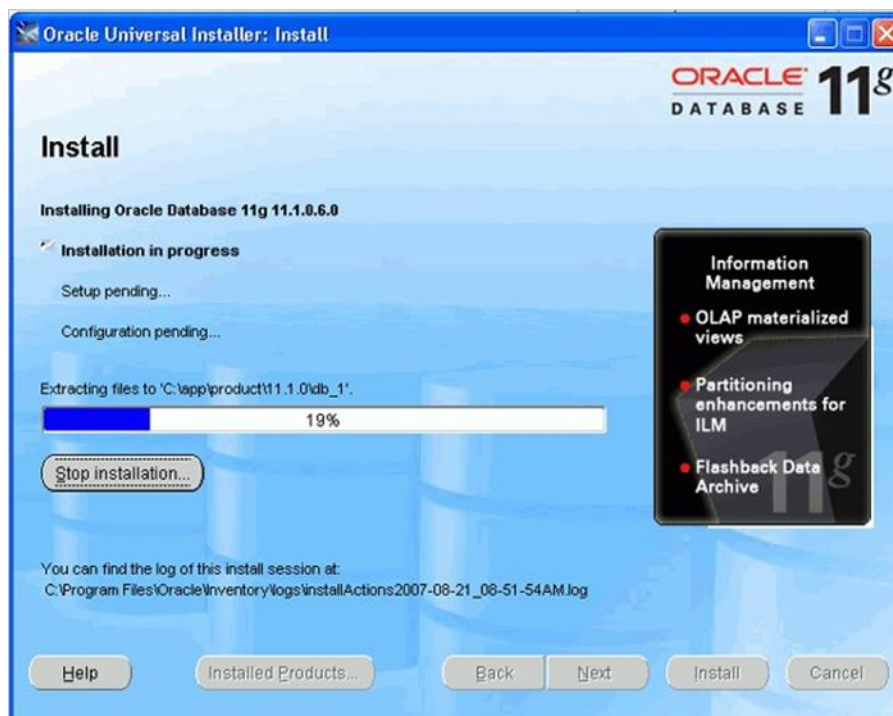 Oracle Universal Installer: Install
ORACLE
DATABASE 11g
Install
Installing Oracle Database 11g 11.1.0.6.0
Installation in progress
Setup pending...
Configuration pending...
Extracting files to 'C:\app\product\11.1.0\db_1'.
19%
Stop installation...
Information
Management
OLAP materialized
views
Partitioning
enhancements for
ILM
Flashback Data
Archive
11g
You can find the log of this install session at:
C:\Program Files\Oracle\Inventory\logs\installActions2007-08-21_08-51-54AM.log
Help
Installed Products...
Back
Next
Install
Cancel